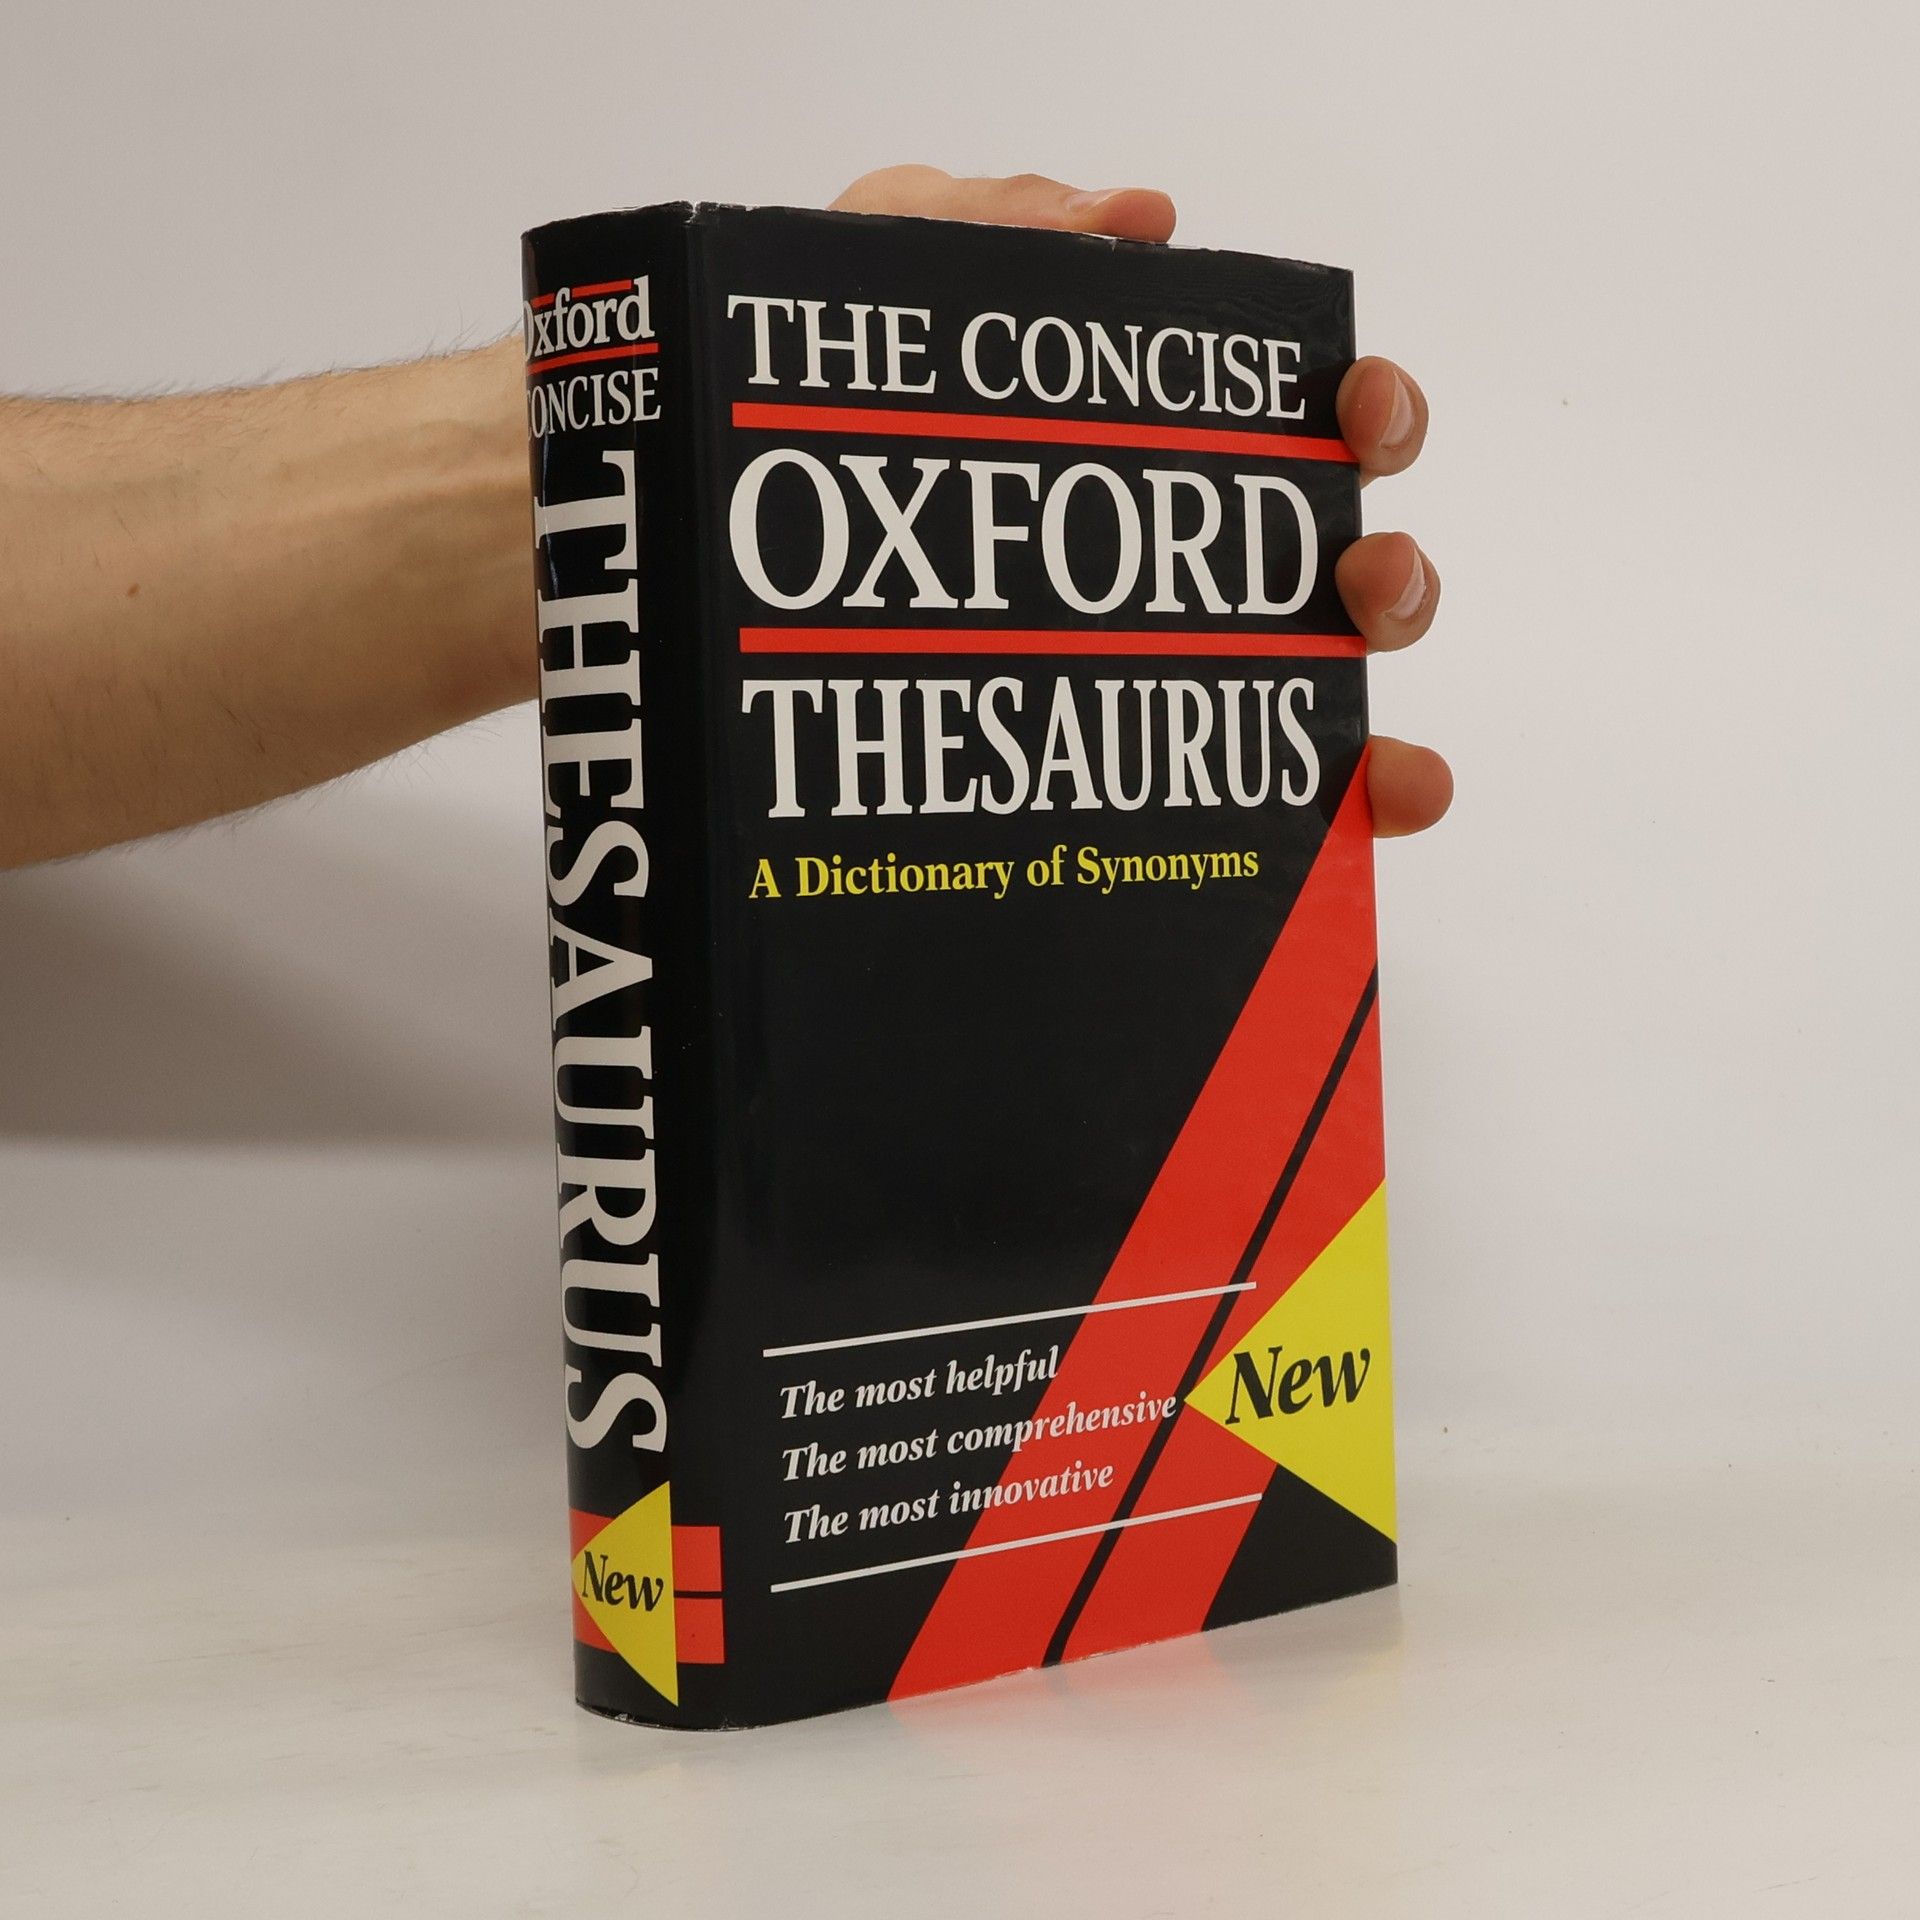 Oxford
CONCISE
THESAURUS
New
THE CONCISE
OXFORD
THESAURUS
A Dictionary of Synonyms
The most helpful
The most comprehensive
The most innovative
New